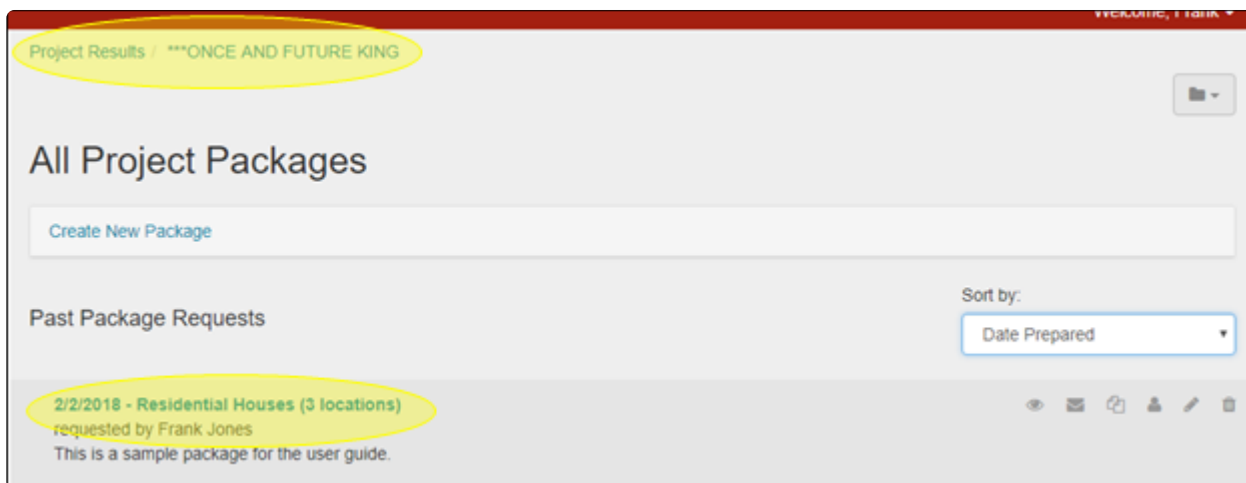 Welcome, Frank
Project Results / ***ONCE AND FUTURE KING
All Project Packages
Create New Package
Sort by:
Past Package Requests
Date Prepared
2/2/2018 - Residential Houses (3 locations)
requested by Frank Jones
This is a sample package for the user guide.